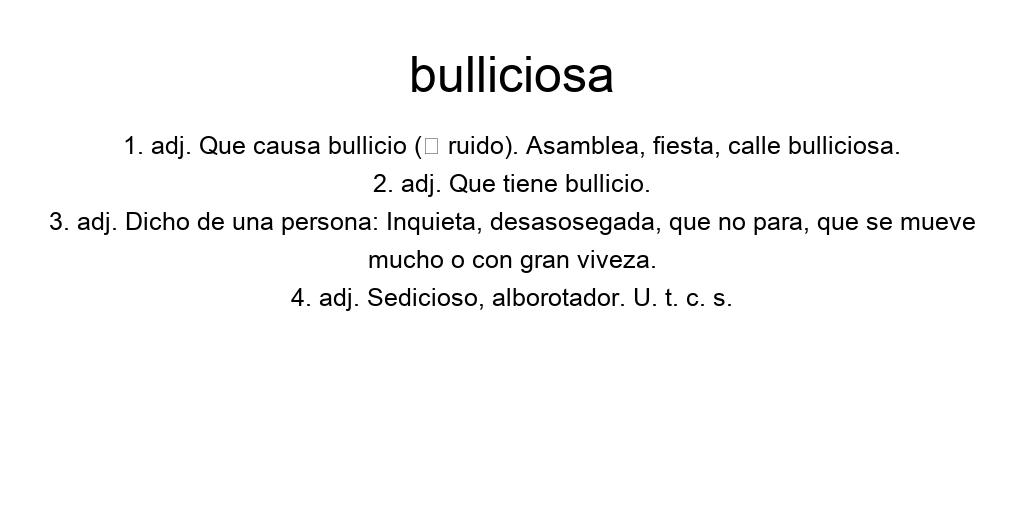 bulliciosa
1. adj. Que causa bullicio (□ ruido). Asamblea, fiesta, calle bulliciosa.
2. adj. Que tiene bullicio.
3. adj. Dicho de una persona: Inquieta, desasosegada, que no para, que se mueve
mucho o con gran viveza.
4. adj. Sedicioso, alborotador. U. t. c. s.